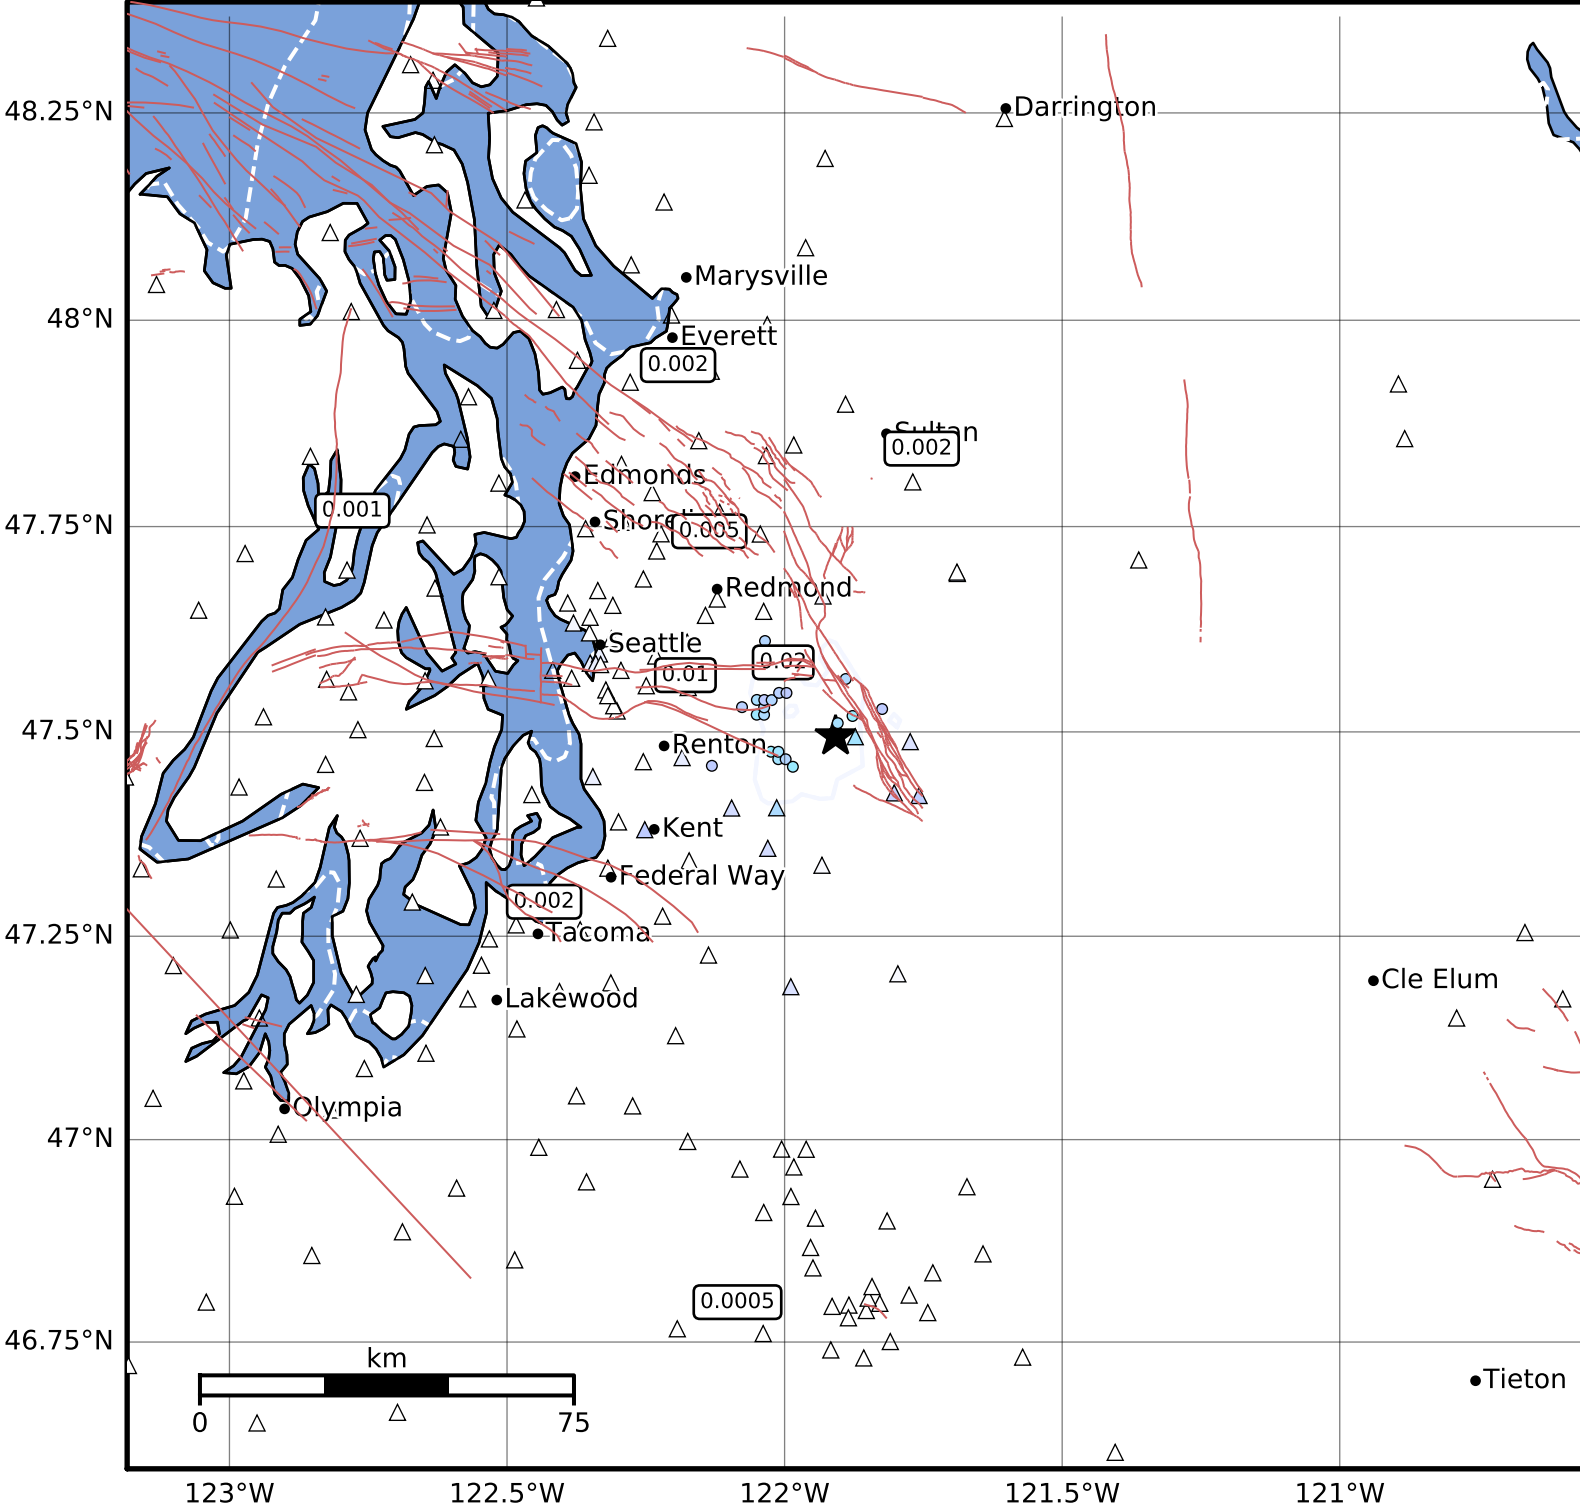 48.25°N
Darrington
Marysville
48°N
Everett
0.002
Sultan
0.002
Edmonds
0.001
47.75°N
0.005
Redmond
Seattle
0.01
0.02
47.5°N
Renton
Kent
Federal Way
0.002
47.25°N
Tacoma
Cle Elum
Lakewood
Olympia
47°N
0.0005
46.75°N
km
0
75
Tieton
123°W
122.5°W
122°W
121.5°W
121°W